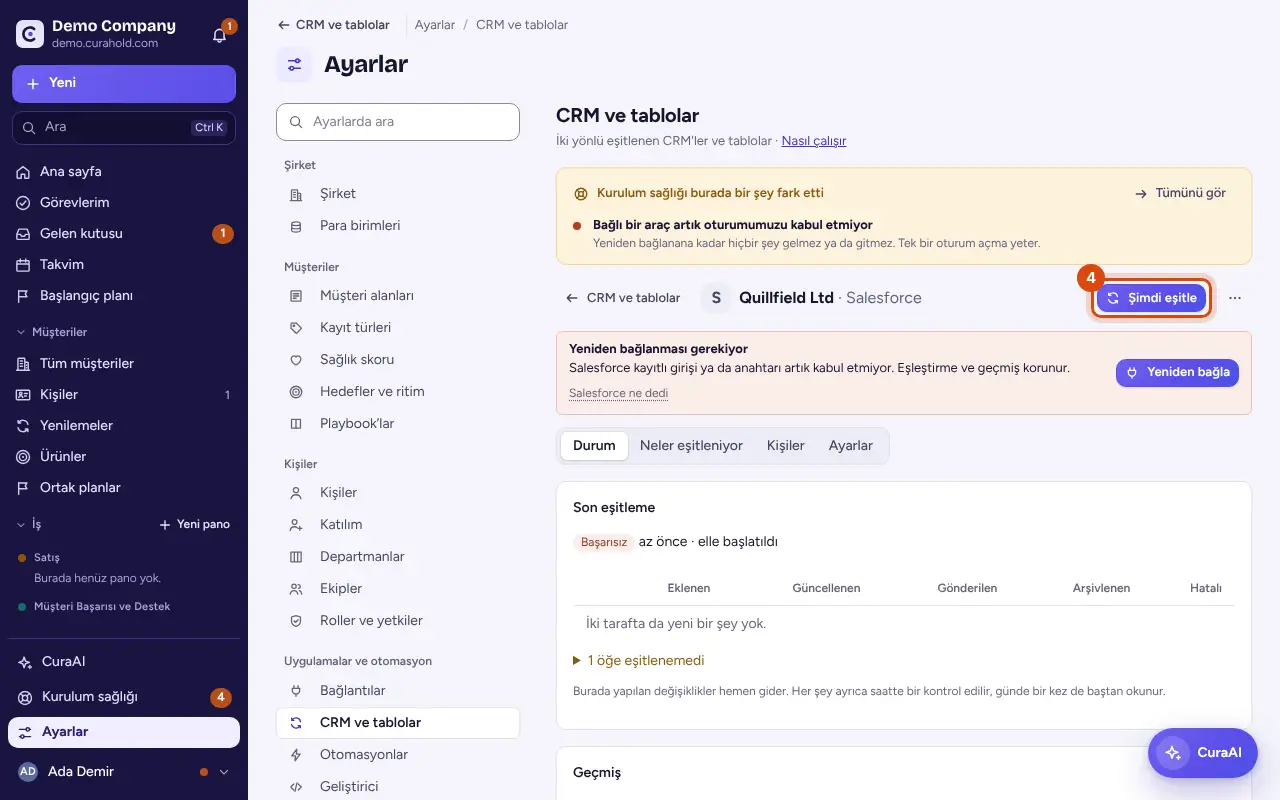 Demo Company
demo.curahold.com
1
Yeni
Ara
Ctrl K
Ana sayfa
Görevlerim
Gelen kutusu
1
Takvim
Başlangıç planı
Müşteriler
Tüm müşteriler
Kişiler
1
Yenilemeler
Ürünler
Ortak planlar
İş
Yeni pano
Satış
Burada henüz pano yok.
Müşteri Başarısı ve Destek
CuraAI
Kurulum sağlığı
4
Ayarlar
AD
Ada Demir
CRM ve tablolar
Ayarlar / CRM ve tablolar
Ayarlar
Ayarlarda ara
Şirket
Şirket
Para birimleri
Müşteriler
Müşteri alanları
Kayıt türleri
Sağlık skoru
Hedefler ve ritim
Playbook'lar
Kişiler
Kişiler
Katılım
Departmanlar
Ekipler
Roller ve yetkiler
Uygulamalar ve otomasyon
Bağlantılar
CRM ve tablolar
Otomasyonlar
Geliştirici
CRM ve tablolar
İki yönlü eşitlenen CRM'ler ve tablolar · Nasıl çalışır
Kurulum sağlığı burada bir şey fark etti
Tümünü gör
Bağlı bir araç artık oturumumuzu kabul etmiyor
Yeniden bağlanana kadar hiçbir şey gelmez ya da gitmez. Tek bir oturum açma yeter.
CRM ve tablolar
S
Quillfield Ltd · Salesforce
4
Şimdi eşitle
Yeniden bağlanması gerekiyor
Salesforce kayıtlı girişi ya da anahtarı artık kabul etmiyor. Eşleştirme ve geçmiş korunur.
Salesforce ne dedi
Yeniden bağla
Durum
Neler eşitleniyor
Kişiler
Ayarlar
Son eşitleme
Başarısız az önce · elle başlatıldı
Eklenen Güncellenen Gönderilen Arşivlenen Hatalı
İki tarafta da yeni bir şey yok.
1 öğe eşitlenemedi
Burada yapılan değişiklikler hemen gider. Her şey ayrıca saatte bir kontrol edilir, günde bir kez de baştan okunur.
Geçmiş
CuraAI